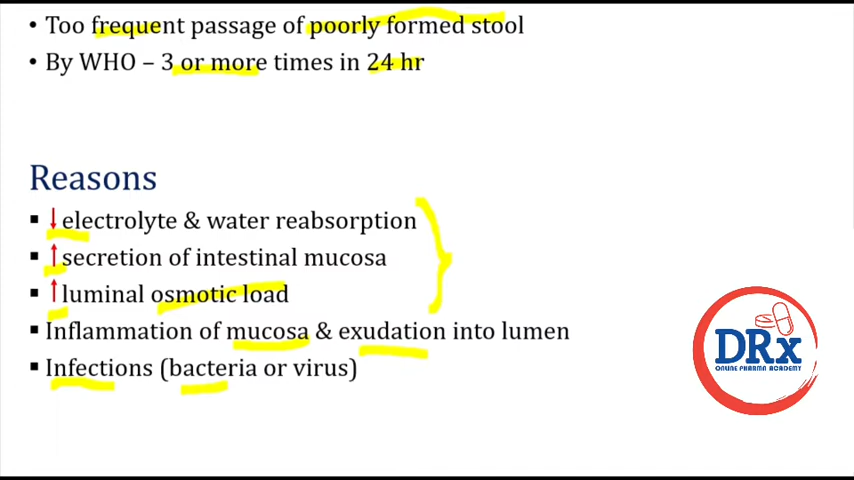 • Too frequent passage of poorly formed stool
• By WHO – 3 or more times in 24 hr
Reasons
▪ ↓ electrolyte & water reabsorption
▪ ↑ secretion of intestinal mucosa
▪ ↑ luminal osmotic load
▪ Inflammation of mucosa & exudation into lumen
▪ Infections (bacteria or virus)
DRx
ONLINE PHARMA ACADEMY